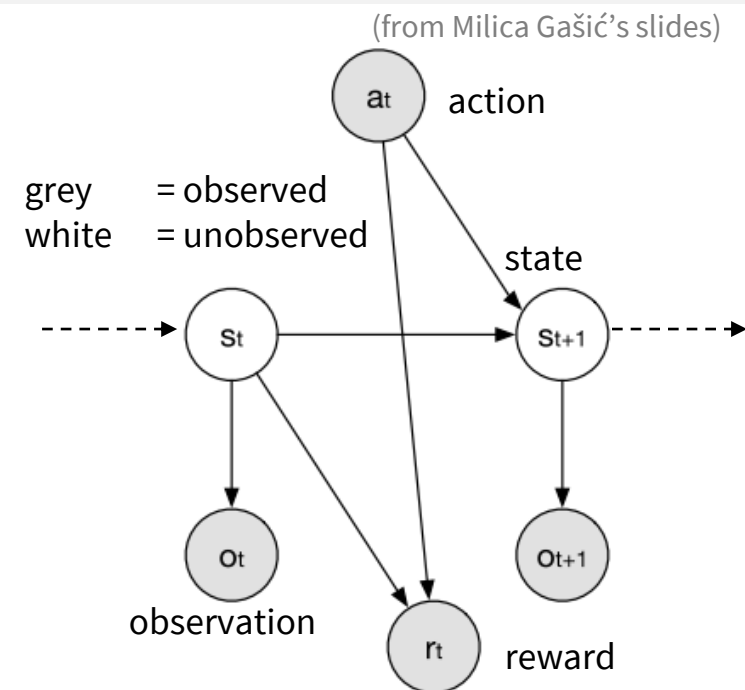 (from Milica Gašić’s slides)
at action
grey = observed
white = unobserved
state
st
st+1
ot
ot+1
observation
rt reward